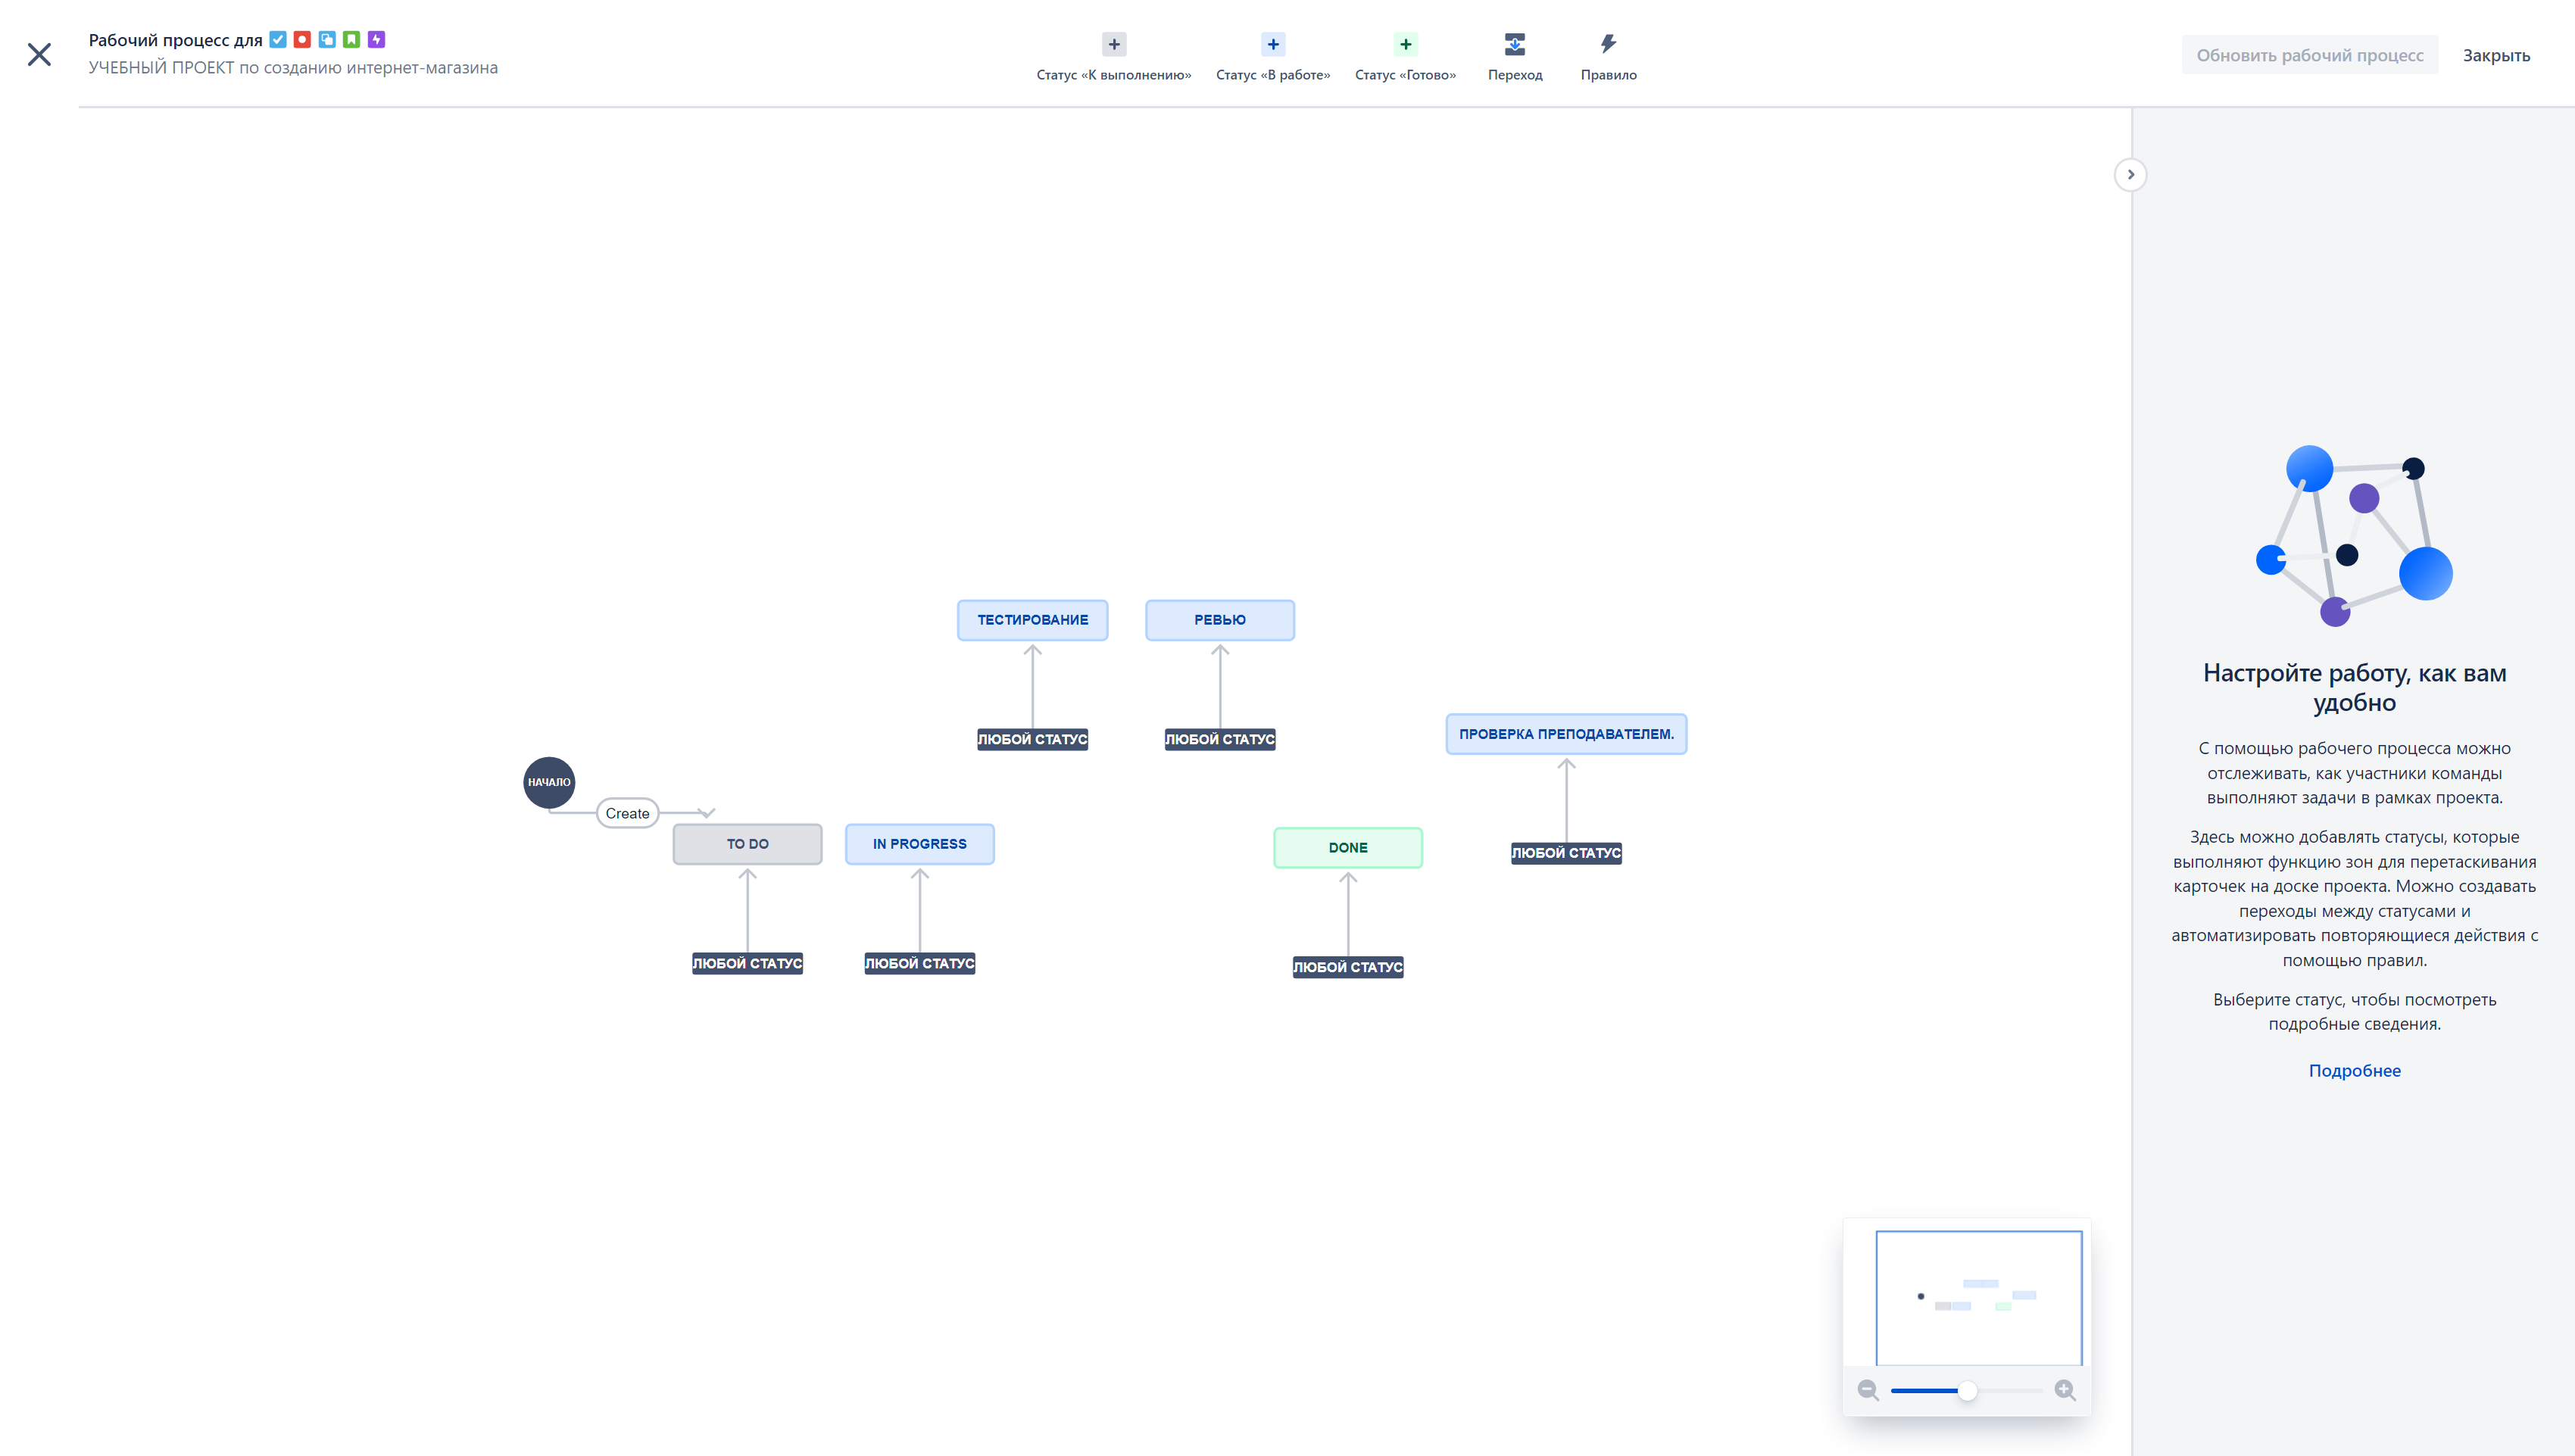 Рабочий процесс для
УЧЕБНЫЙ ПРОЕКТ по созданию интернет-магазина
Статус «К выполнению»
Статус «В работе»
Статус «Готово»
Переход
Правило
Обновить рабочий процесс
Закрыть
ТЕСТИРОВАНИЕ
РЕВЬЮ
ЛЮБОЙ СТАТУС
ЛЮБОЙ СТАТУС
ПРОВЕРКА ПРЕПОДАВАТЕЛЕМ.
НАЧАЛО
Create
TO DO
IN PROGRESS
DONE
ЛЮБОЙ СТАТУС
ЛЮБОЙ СТАТУС
ЛЮБОЙ СТАТУС
ЛЮБОЙ СТАТУС
Настройте работу, как вам
удобно
С помощью рабочего процесса можно
отслеживать, как участники команды
выполняют задачи в рамках проекта.
Здесь можно добавлять статусы, которые
выполняют функцию зон для перетаскивания
карточек на доске проекта. Можно создавать
переходы между статусами и
автоматизировать повторяющиеся действия с
помощью правил.
Выберите статус, чтобы посмотреть
подробные сведения.
Подробнее